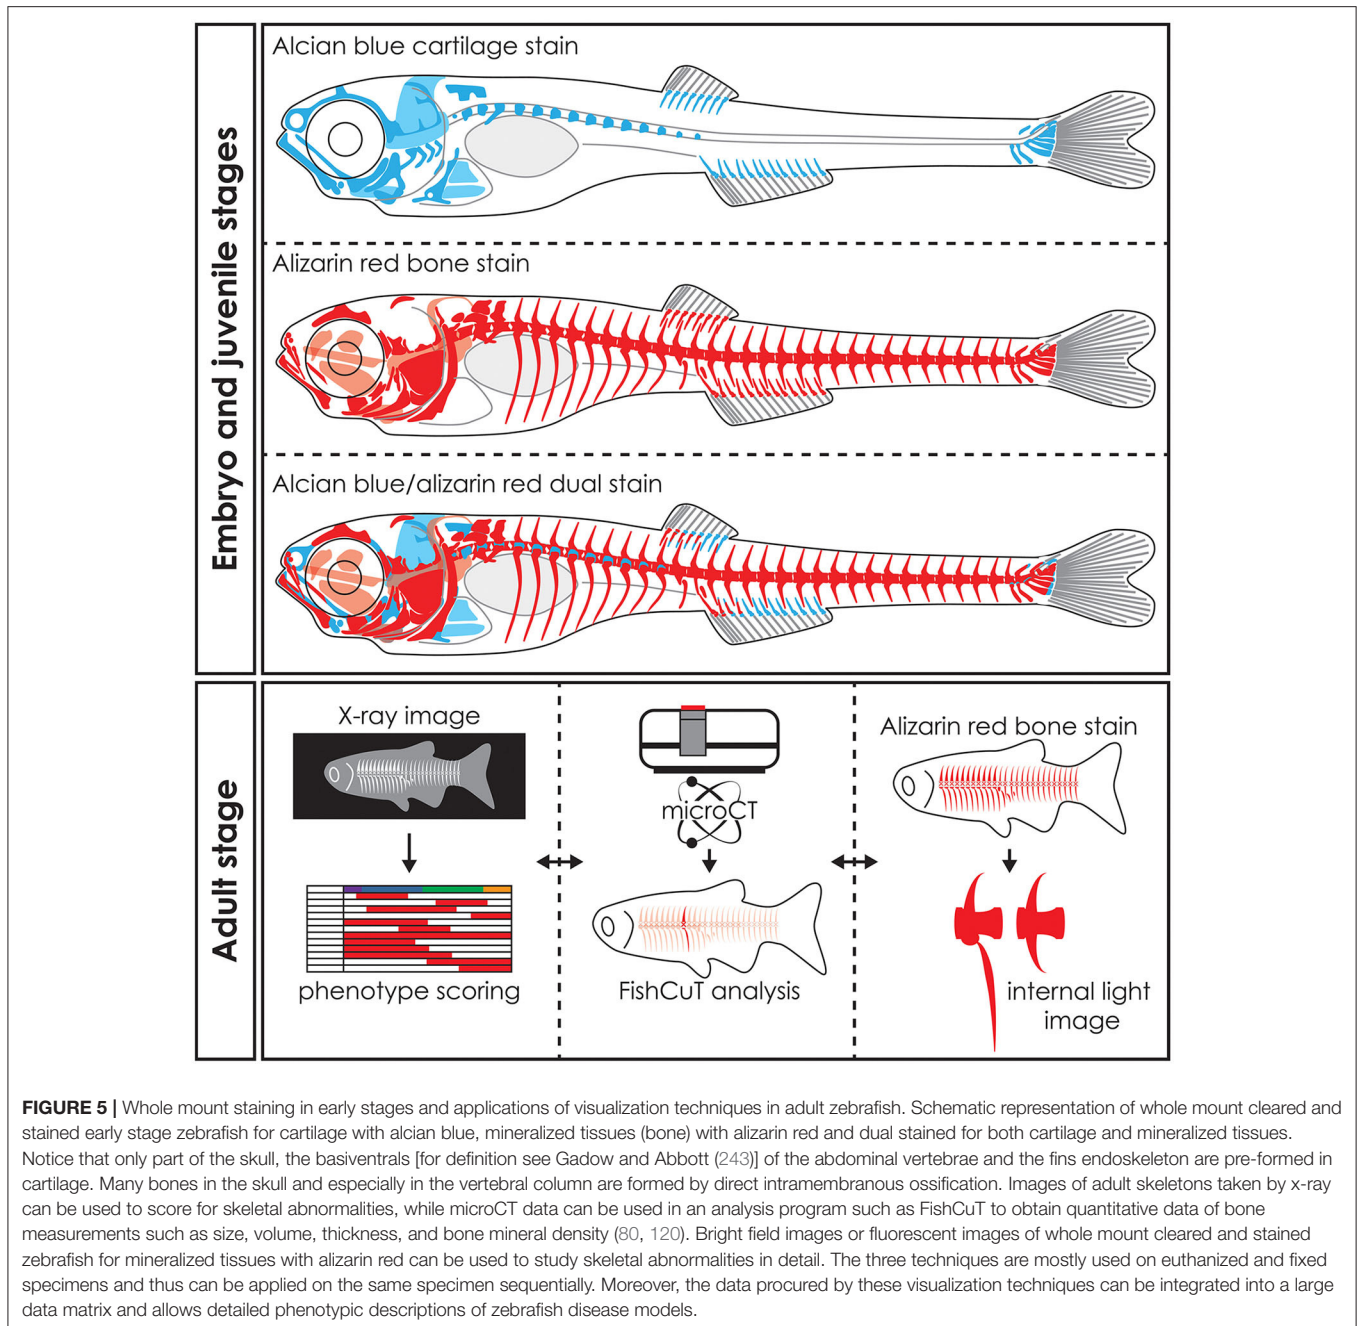 Embryo and juvenile stages
Alcian blue cartilage stain
Alizarin red bone stain
Alcian blue/alizarin red dual stain
Adult stage
X-ray image
phenotype scoring
microCT
FishCuT analysis
Alizarin red bone stain
internal light
image
FIGURE 5 | Whole mount staining in early stages and applications of visualization techniques in adult zebrafish. Schematic representation of whole mount cleared and
stained early stage zebrafish for cartilage with alcian blue, mineralized tissues (bone) with alizarin red and dual stained for both cartilage and mineralized tissues.
Notice that only part of the skull, the basiventrals [for definition see Gadow and Abbott (243)] of the abdominal vertebrae and the fins endoskeleton are pre-formed in
cartilage. Many bones in the skull and especially in the vertebral column are formed by direct intramembranous ossification. Images of adult skeletons taken by x-ray
can be used to score for skeletal abnormalities, while microCT data can be used in an analysis program such as FishCuT to obtain quantitative data of bone
measurements such as size, volume, thickness, and bone mineral density (80, 120). Bright field images or fluorescent images of whole mount cleared and stained
zebrafish for mineralized tissues with alizarin red can be used to study skeletal abnormalities in detail. The three techniques are mostly used on euthanized and fixed
specimens and thus can be applied on the same specimen sequentially. Moreover, the data procured by these visualization techniques can be integrated into a large
data matrix and allows detailed phenotypic descriptions of zebrafish disease models.